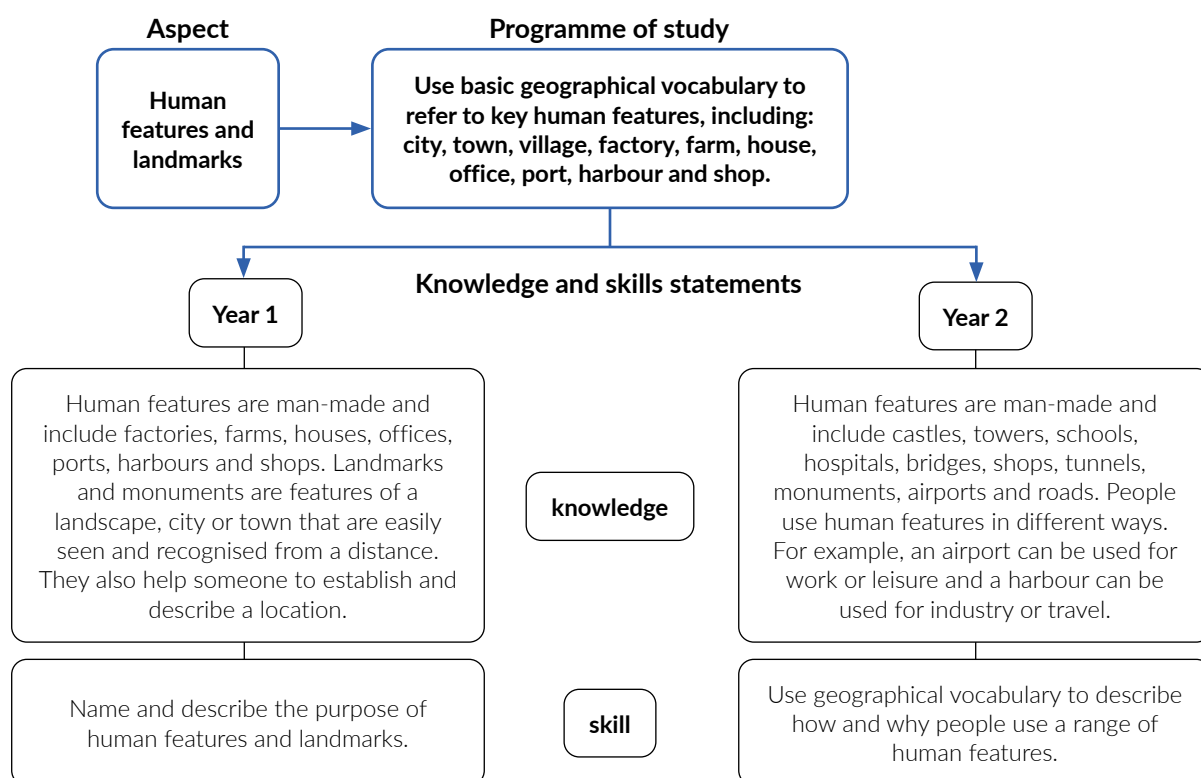 Aspect
Programme of study
Human
features and
landmarks
Use basic geographical vocabulary to
refer to key human features, including:
city, town, village, factory, farm, house,
office, port, harbour and shop.
Knowledge and skills statements
Year 1
Year 2
Human features are man-made and
include factories, farms, houses, offices,
ports, harbours and shops. Landmarks
and monuments are features of a
landscape, city or town that are easily
seen and recognised from a distance.
They also help someone to establish and
describe a location.
knowledge
Human features are man-made and
include castles, towers, schools,
hospitals, bridges, shops, tunnels,
monuments, airports and roads. People
use human features in different ways.
For example, an airport can be used for
work or leisure and a harbour can be
used for industry or travel.
Name and describe the purpose of
human features and landmarks.
skill
Use geographical vocabulary to describe
how and why people use a range of
human features.